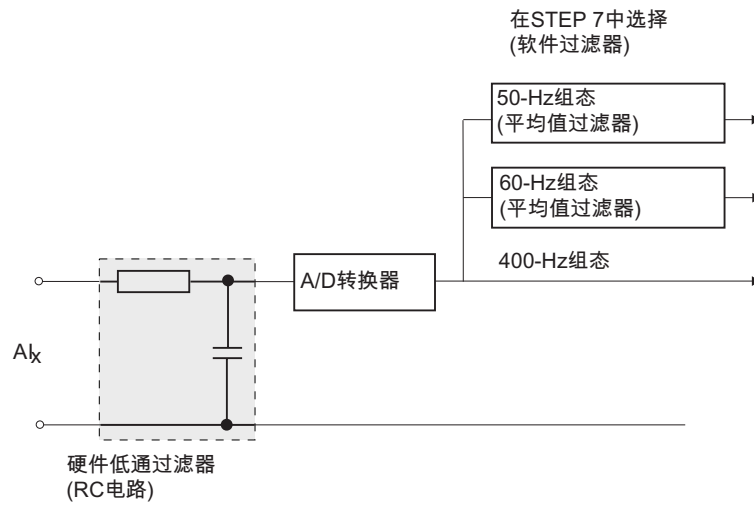 在STEP 7中选择
(软件过滤器)
50-Hz组态
(平均值过滤器)
60-Hz组态
(平均值过滤器)
400-Hz组态
A/D转换器
AIx
硬件低通过滤器
(RC电路)